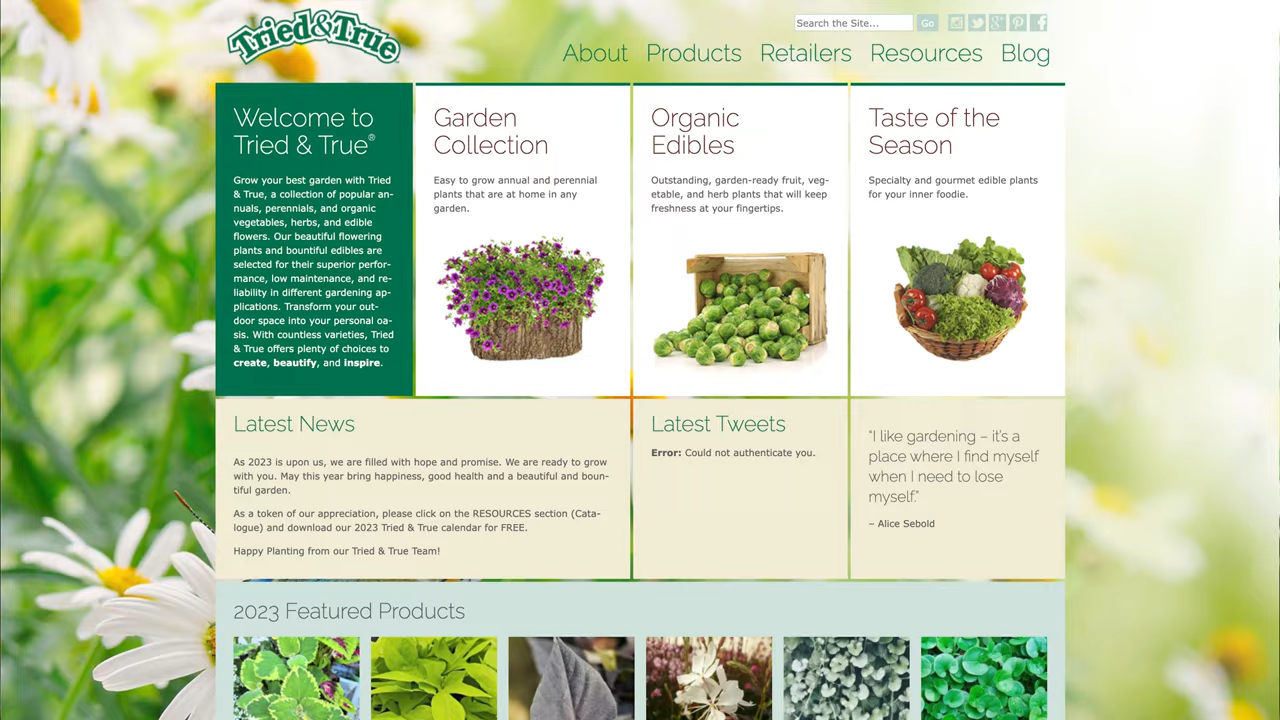 Tried & True
Search the Site...
Go
About Products Retailers Resources Blog
Welcome to
Tried & True®
Grow your best garden with Tried
& True, a collection of popular an-
nuals, perennials, and organic
vegetables, herbs, and edible
flowers. Our beautiful flowering
plants and bountiful edibles are
selected for their superior perfor-
mance, low maintenance, and re-
liability in different gardening ap-
plications. Transform your out-
door space into your personal oa-
sis. With countless varieties, Tried
& True offers plenty of choices to
create, beautify, and inspire.
Garden
Collection
Easy to grow annual and perennial
plants that are at home in any
garden.
Organic
Edibles
Outstanding, garden-ready fruit, veg-
etable, and herb plants that will keep
freshness at your fingertips.
Taste of the
Season
Specialty and gourmet edible plants
for your inner foodie.
Latest News
As 2023 is upon us, we are filled with hope and promise. We are ready to grow
with you. May this year bring happiness, good health and a beautiful and boun-
tiful garden.
As a token of our appreciation, please click on the RESOURCES section (Cata-
logue) and download our 2023 Tried & True calendar for FREE.
Happy Planting from our Tried & True Team!
Latest Tweets
Error: Could not authenticate you.
“I like gardening – it’s a
place where I find myself
when I need to lose
myself.”
– Alice Sebold
2023 Featured Products